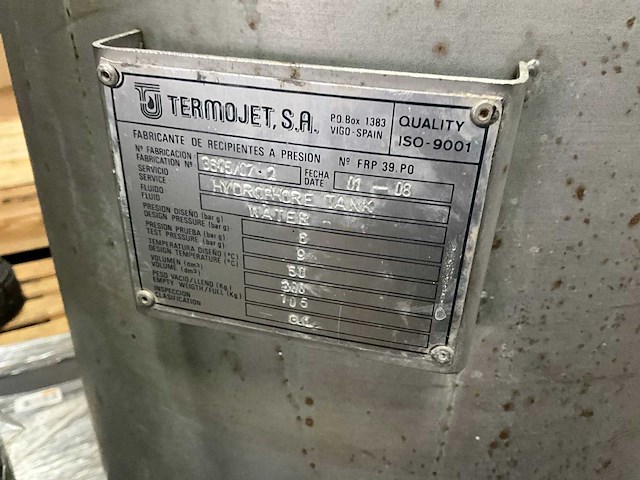 TERMOJET, S.A.,
P.O. Box 1383
VIGO-SPAIN
QUALITY
ISO-9001
FABRICANTE DE RECIPIENTES A PRESION
Nº FRP 39.PO
Nº FABRICACION
FABRICATION Nº
FECHA
DATE
01 - 08
SERVICIO
SERVICE
HYDROPHORE TANK
FLUIDO
FLUID
WATER
PRESION DISEÑO (bar g)
DESIGN PRESSURE (bar g)
PRESION PRUEBA (bar g)
TEST PRESSURE (bar g)
9
TEMPERATURA DISEÑO (ºC)
DESIGN TEMPERATURE (ºC)
50
VOLUMEN (dm³)
VOLUME (dm³)
PESO VACIO/LLENO (Kg)
EMPTY WEIGTH/FULL (Kg)
105
INSPECCION
CLASIFICATION
G.L.